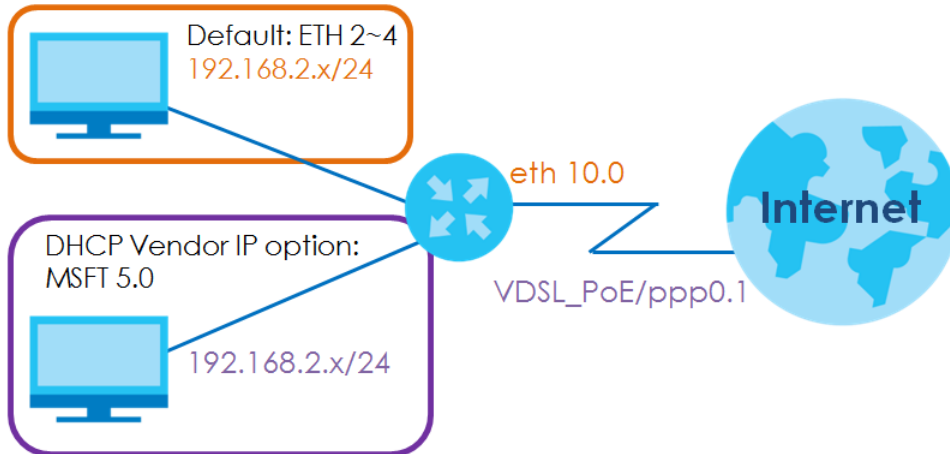 Default: ETH 2~4
192.168.2.x/24
eth 10.0
Internet
DHCP Vendor IP option:
MSFT 5.0
VDSL_PoE/ppp0.1
192.168.2.x/24